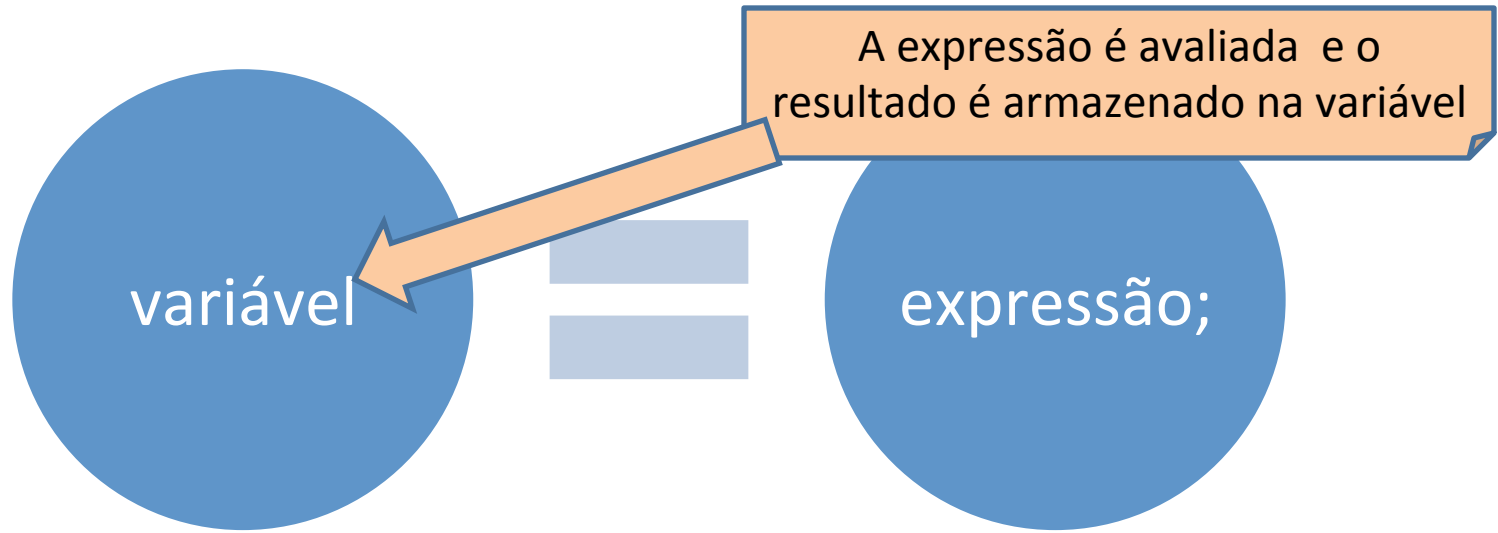 A expressão é avaliada e o
resultado é armazenado na variável
variável
expressão;